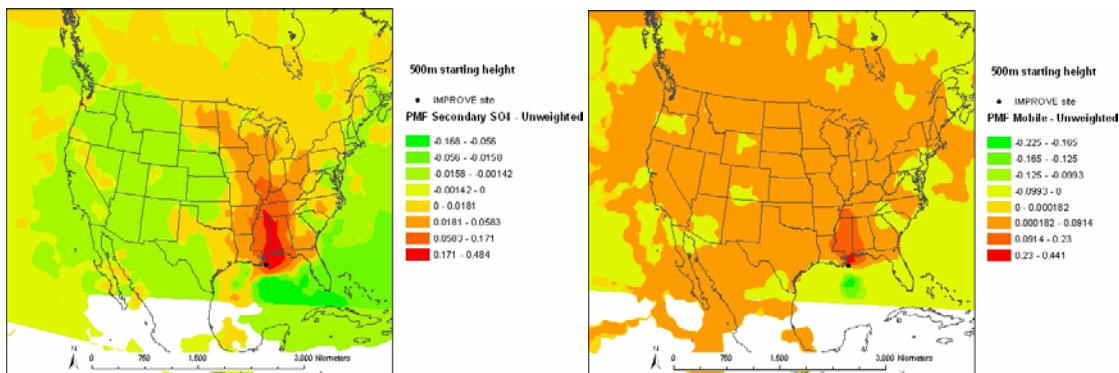 500m starting height
IMPROVE site
PMF Secondary SO4 - Unweighted
-0.168 - -0.056
-0.056 - -0.0158
-0.0158 - -0.00142
-0.00142 - 0
0 - 0.0181
0.0181 - 0.0583
0.0583 - 0.171
0.171 - 0.484
N
0 750 1,500 3,000 Kilometers
500m starting height
IMPROVE site
PMF Mobile - Unweighted
-0.225 - -0.165
-0.165 - -0.125
-0.125 - -0.0993
-0.0993 - 0
0 - 0.000182
0.000182 - 0.0914
0.0914 - 0.23
0.23 - 0.441
N
0 750 1,500 3,000 Kilometers